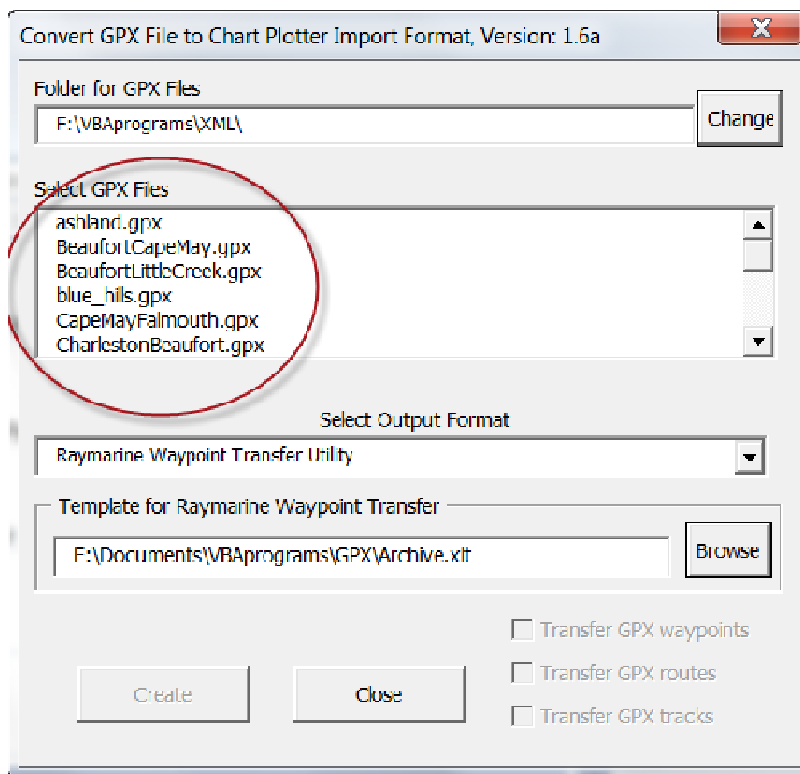 Convert GPX File to Chart Plotter Import Format, Version: 1.6a
Folder for GPX Files
F:\VBAprograms\XML\
Change
Select GPX Files
ashland.gpx
BeaufortCapeMay.gpx
BeaufortLittleCreek.gpx
blue_hils.gpx
CapeMayFalmouth.gpx
CharlestonBeaufort.gpx
Select Output Format
Raymarine Waypoint Transfer Utility
Template for Raymarine Waypoint Transfer
F:\Documents\VBAprograms\GPX\Archive.xlt
Browse
Transfer GPX waypoints
Transfer GPX routes
Transfer GPX tracks
Create
Close